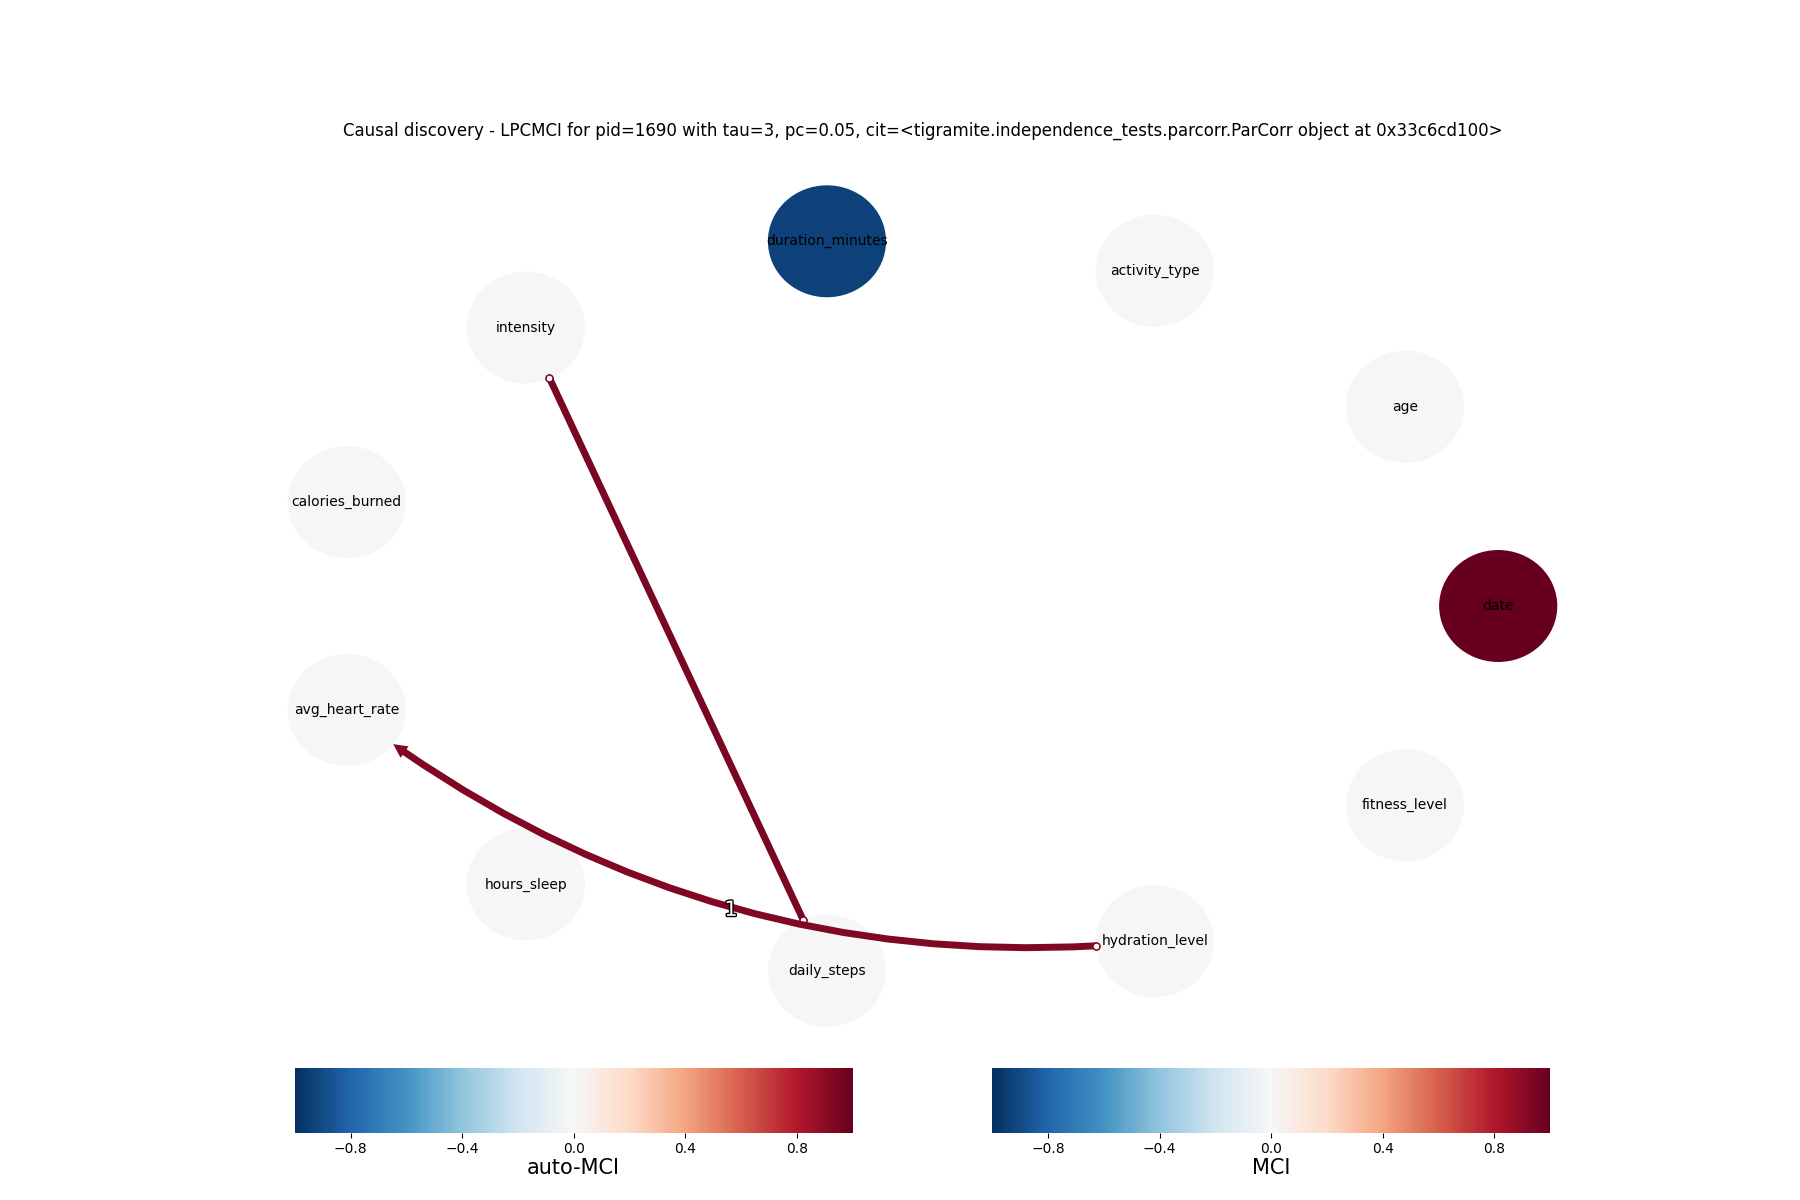 Causal discovery - LPCMCI for pid=1690 with tau=3, pc=0.05, cit=<tigramite.independence_tests.parcorr.ParCorr object at 0x33c6cd100>
duration_minutes
activity_type
intensity
age
calories_burned
date
avg_heart_rate
fitness_level
hours_sleep
1
hydration_level
daily_steps
−0.8 −0.4 0.0 0.4 0.8
auto-MCI
−0.8 −0.4 0.0 0.4 0.8
MCI